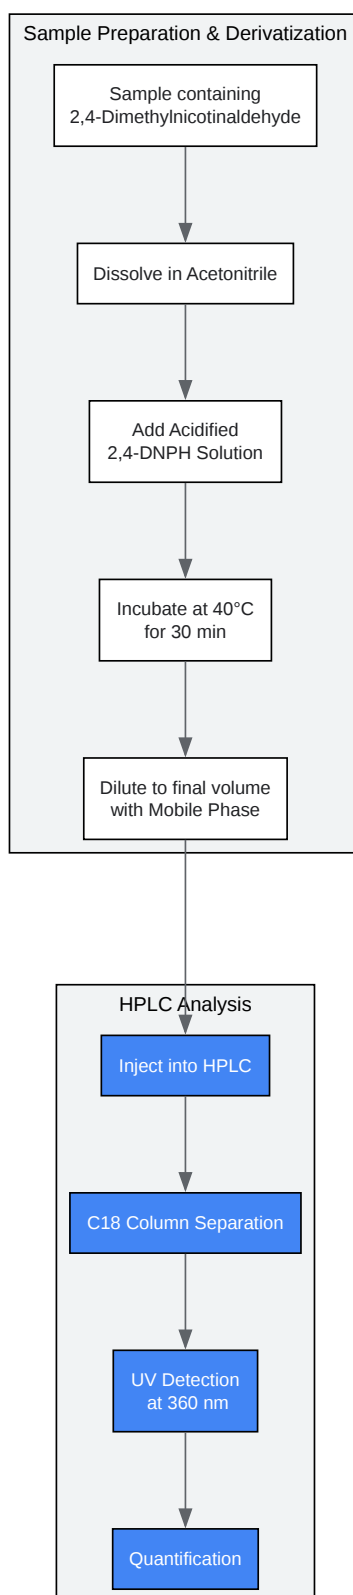 Sample Preparation & Derivatization
Sample containing
2,4-Dimethylnicotinaldehyde
Dissolve in Acetonitrile
Add Acidified
2,4-DNPH Solution
Incubate at 40°C
for 30 min
Dilute to final volume
with Mobile Phase
HPLC Analysis
Inject into HPLC
C18 Column Separation
UV Detection
at 360 nm
Quantification